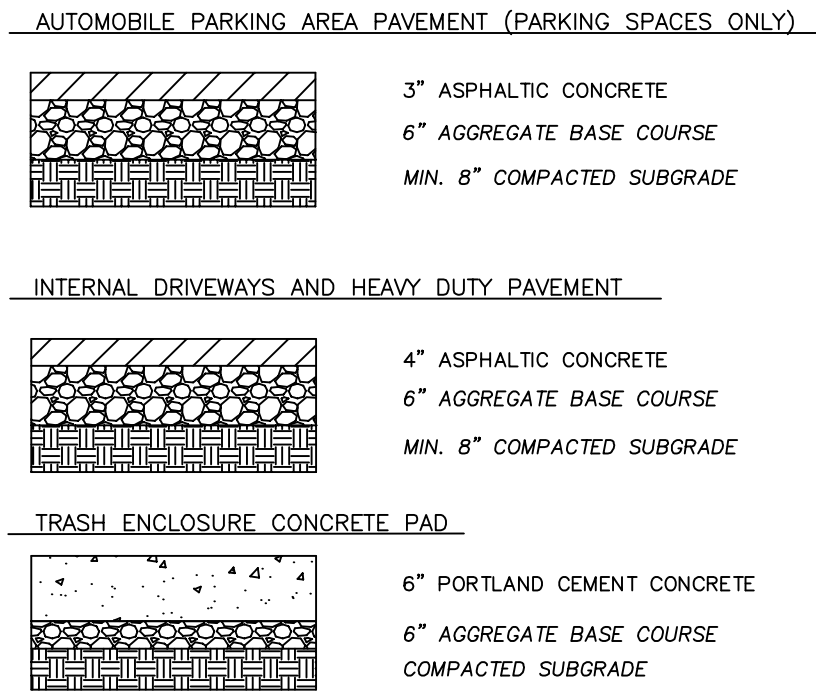 AUTOMOBILE PARKING AREA PAVEMENT (PARKING SPACES ONLY)
3" ASPHALTIC CONCRETE
6" AGGREGATE BASE COURSE
MIN. 8" COMPACTED SUBGRADE
INTERNAL DRIVEWAYS AND HEAVY DUTY PAVEMENT
4" ASPHALTIC CONCRETE
6" AGGREGATE BASE COURSE
MIN. 8" COMPACTED SUBGRADE
TRASH ENCLOSURE CONCRETE PAD
6" PORTLAND CEMENT CONCRETE
6" AGGREGATE BASE COURSE
COMPACTED SUBGRADE